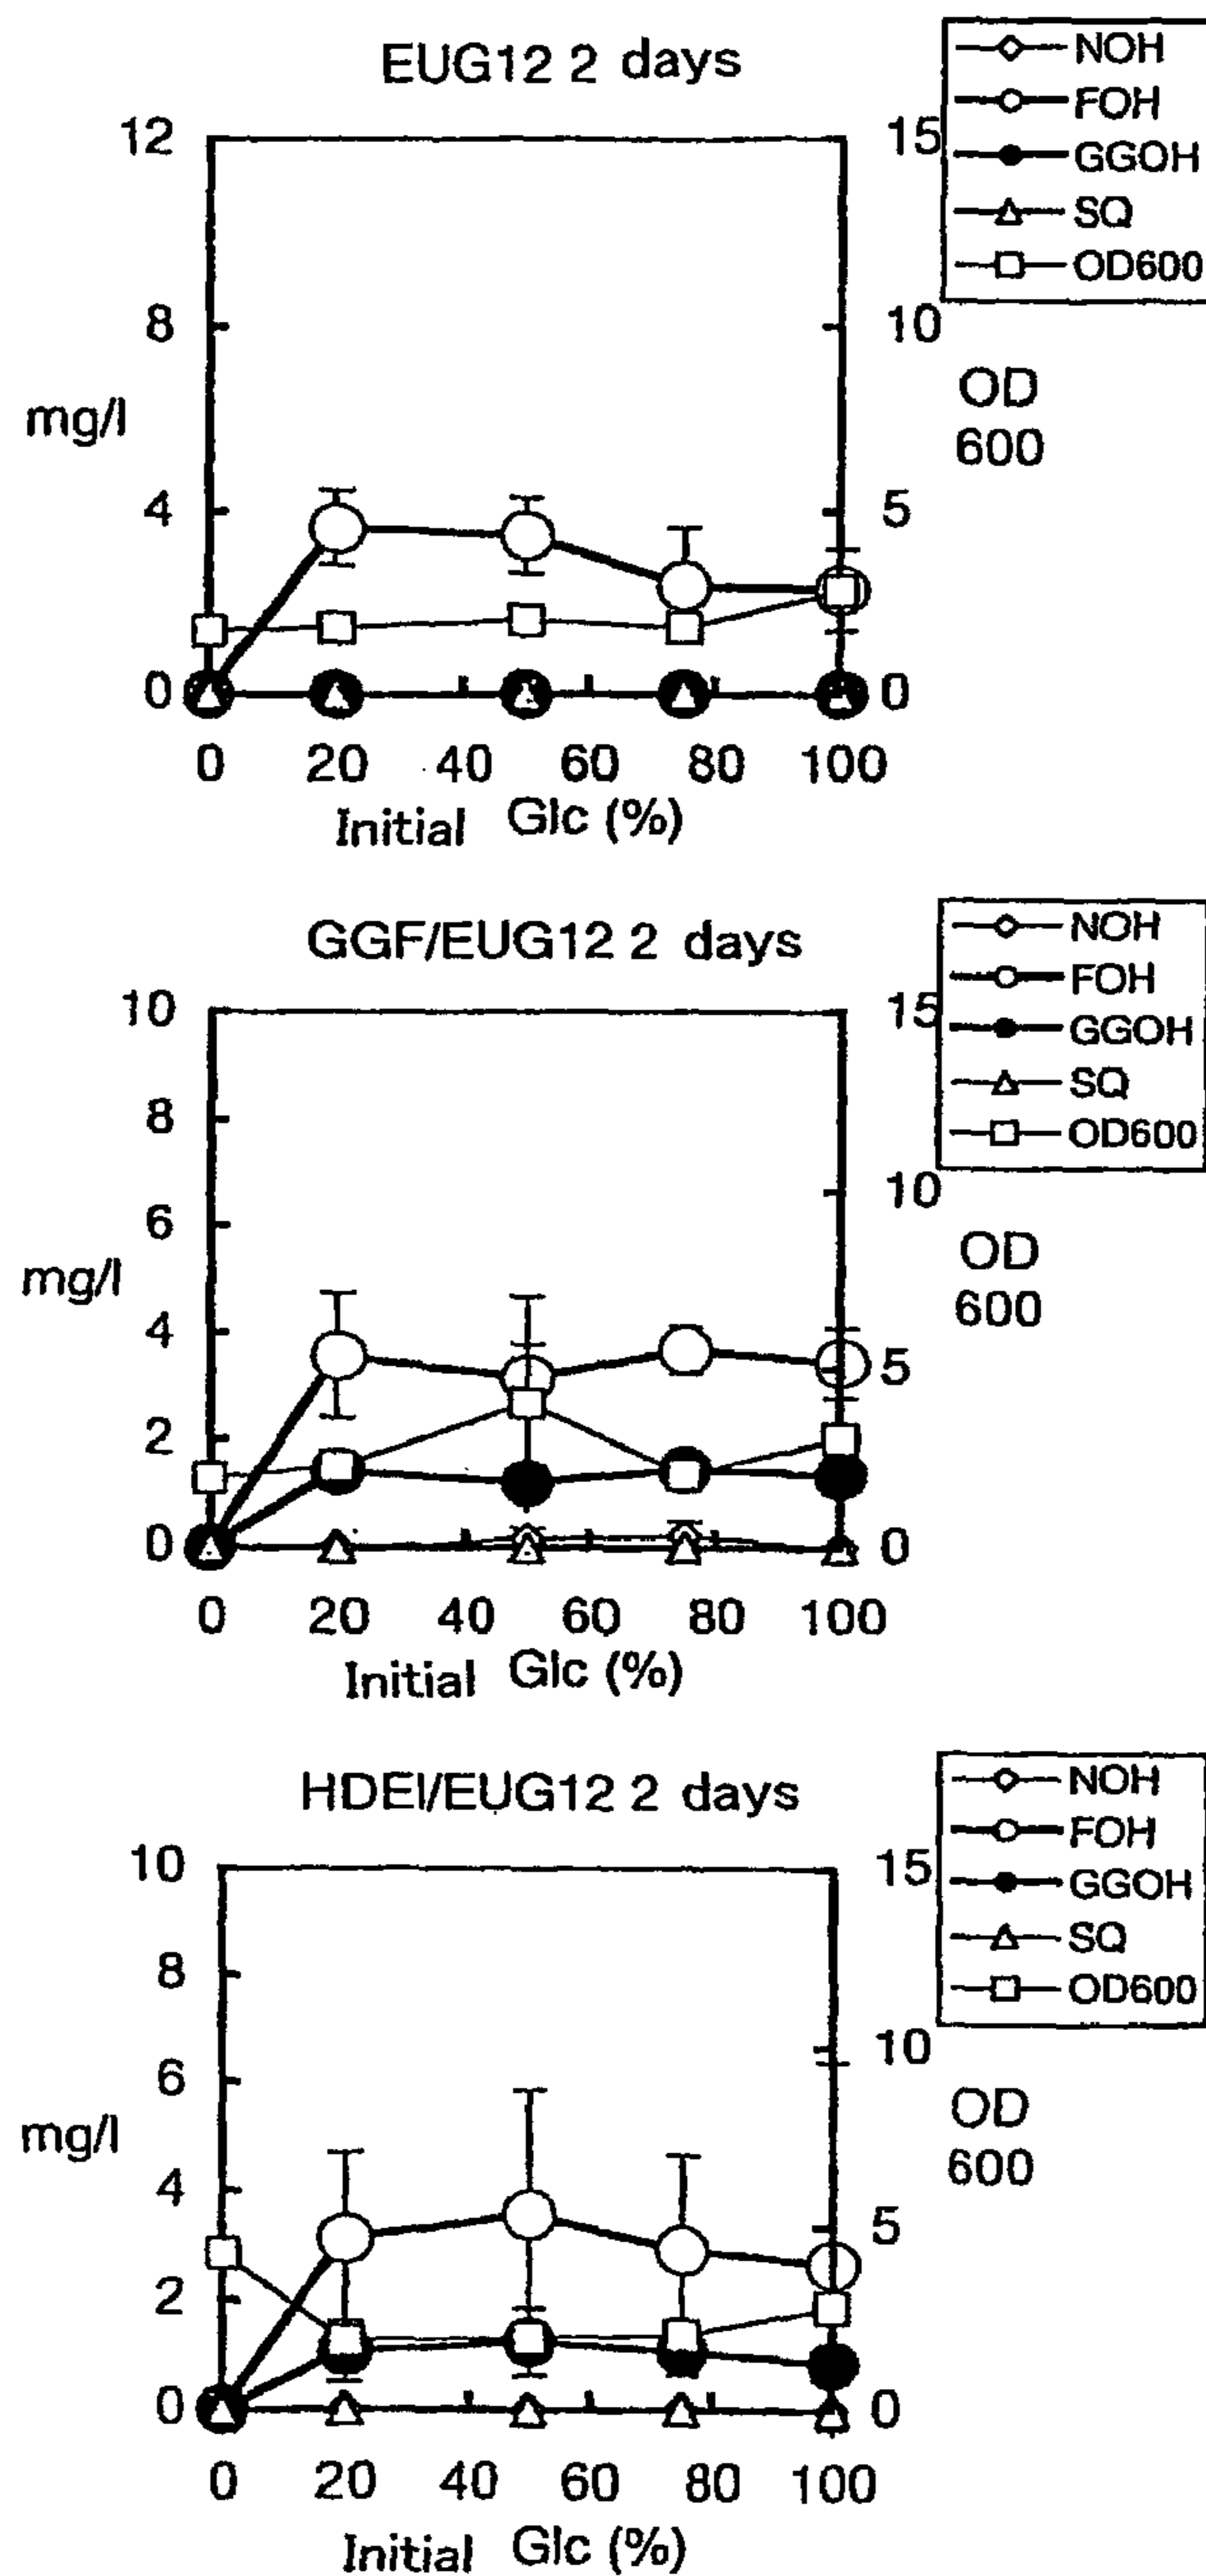 EUG12 2 days
NOH
FOH
GGOH
SQ
OD600
12
8
4
0
mg/l
15
10
5
0
OD
600
0 20 40 60 80 100
Initial Glc (%)
GGF/EUG12 2 days
NOH
FOH
GGOH
SQ
OD600
10
8
6
4
2
0
mg/l
15
10
5
0
OD
600
0 20 40 60 80 100
Initial Glc (%)
HDEI/EUG12 2 days
NOH
FOH
GGOH
SQ
OD600
10
8
6
4
2
0
mg/l
15
10
5
0
OD
600
0 20 40 60 80 100
Initial Glc (%)